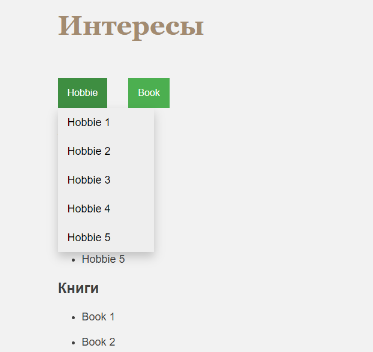 Интересы
Hobbie Book
Hobbie 1
Hobbie 2
Hobbie 3
Hobbie 4
Hobbie 5
Hobbie 5
Книги
Book 1
Book 2